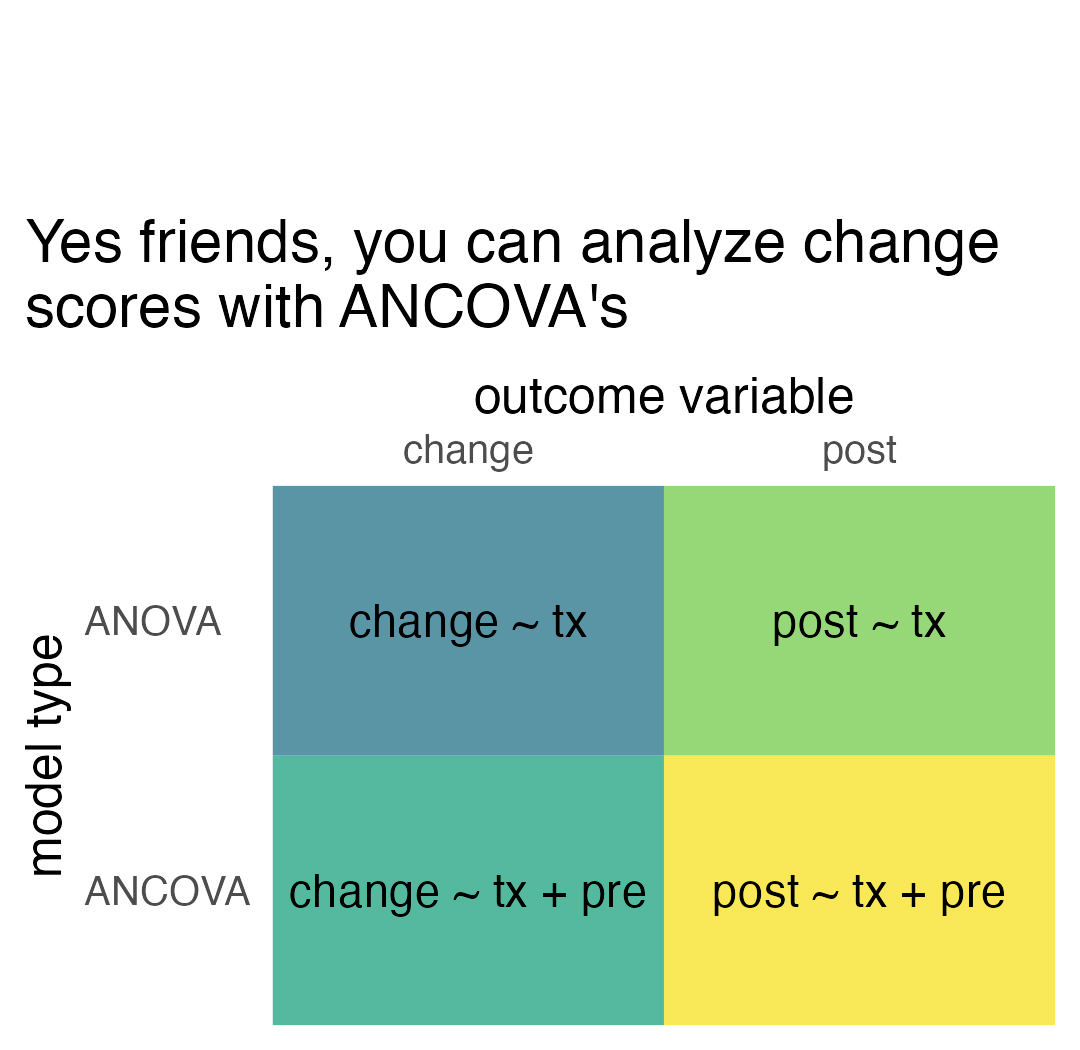 Yes friends, you can analyze change
scores with ANCOVA's
outcome variable
change post
model type
ANOVA
change ~ tx
post ~ tx
ANCOVA
change ~ tx + pre
post ~ tx + pre